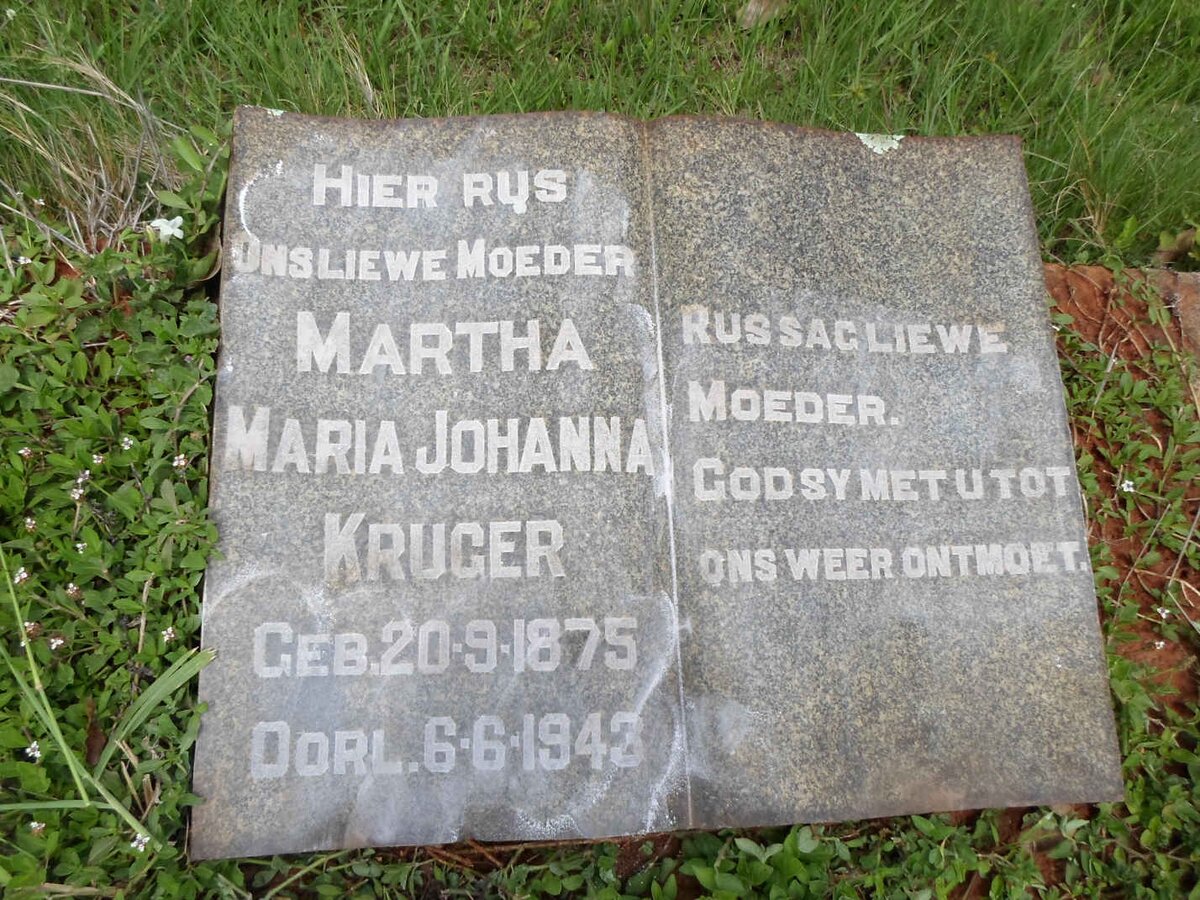 HIER RUS
ONS LIEWE MOEDER
MARTHA
MARIA JOHANNA
KRUGER
GEB. 20·9·1875
OORL. 6·6·1943
RUS SAG LIEWE
MOEDER.
GOD SY MET U TOT
ONS WEER ONTMOET.